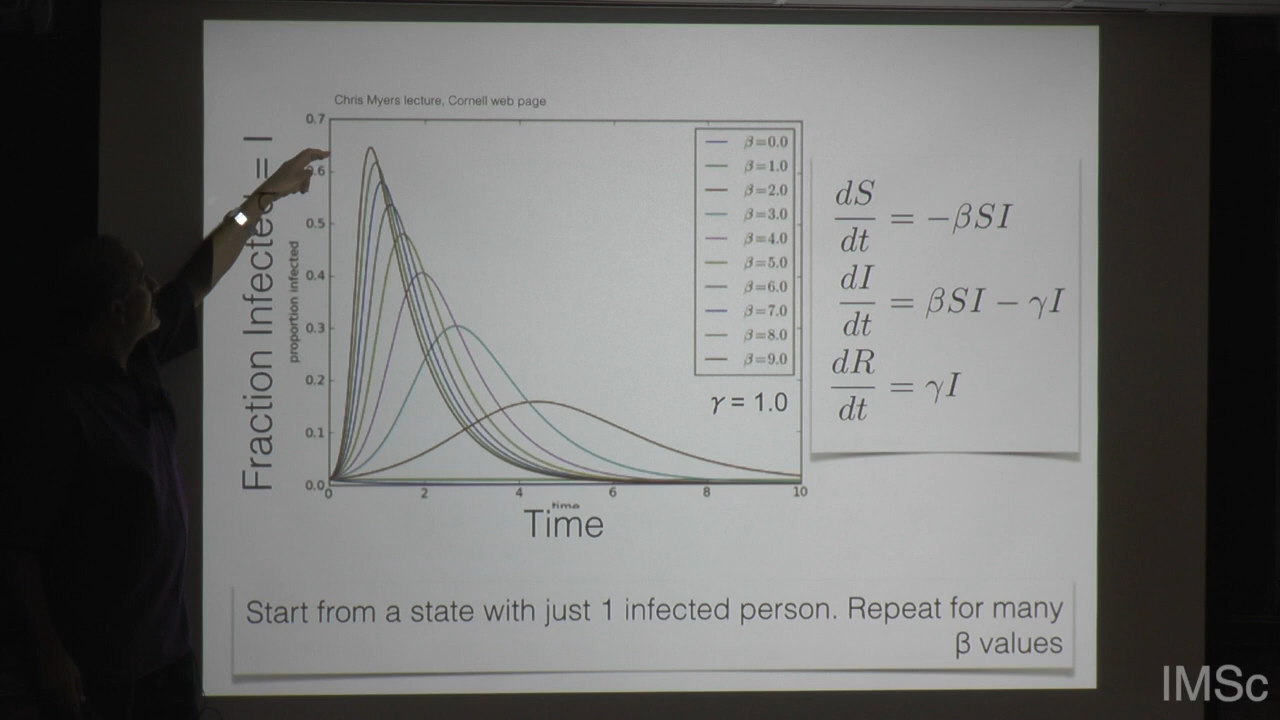 Chris Myers lecture, Cornell web page
Fraction Infected = I
proportion infected
0.7
0.6
0.5
0.4
0.3
0.2
0.1
0.0
0
2
4
6
8
10
time
Time
β=0.0
β=1.0
β=2.0
β=3.0
β=4.0
β=5.0
β=6.0
β=7.0
β=8.0
β=9.0
γ = 1.0
dS/dt = −βSI
dI/dt = βSI − γI
dR/dt = γI
Start from a state with just 1 infected person. Repeat for many
β values
IMSc